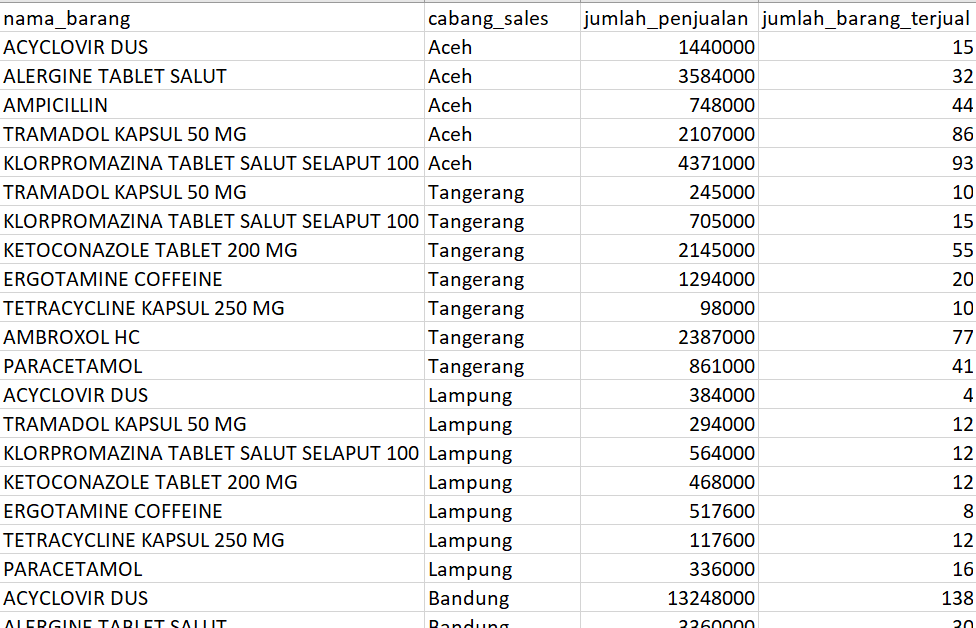 nama_barang cabang_sales jumlah_penjualan jumlah_barang_terjual
ACYCLOVIR DUS Aceh 1440000 15
ALERGINE TABLET SALUT Aceh 3584000 32
AMPICILLIN Aceh 748000 44
TRAMADOL KAPSUL 50 MG Aceh 2107000 86
KLORPROMAZINA TABLET SALUT SELAPUT 100 Aceh 4371000 93
TRAMADOL KAPSUL 50 MG Tangerang 245000 10
KLORPROMAZINA TABLET SALUT SELAPUT 100 Tangerang 705000 15
KETOCONAZOLE TABLET 200 MG Tangerang 2145000 55
ERGOTAMINE COFFEINE Tangerang 1294000 20
TETRACYCLINE KAPSUL 250 MG Tangerang 98000 10
AMBROXOL HC Tangerang 2387000 77
PARACETAMOL Tangerang 861000 41
ACYCLOVIR DUS Lampung 384000 4
TRAMADOL KAPSUL 50 MG Lampung 294000 12
KLORPROMAZINA TABLET SALUT SELAPUT 100 Lampung 564000 12
KETOCONAZOLE TABLET 200 MG Lampung 468000 12
ERGOTAMINE COFFEINE Lampung 517600 8
TETRACYCLINE KAPSUL 250 MG Lampung 117600 12
PARACETAMOL Lampung 336000 16
ACYCLOVIR DUS Bandung 13248000 138
ALERGINE TABLET SALUT Bandung 3360000 30